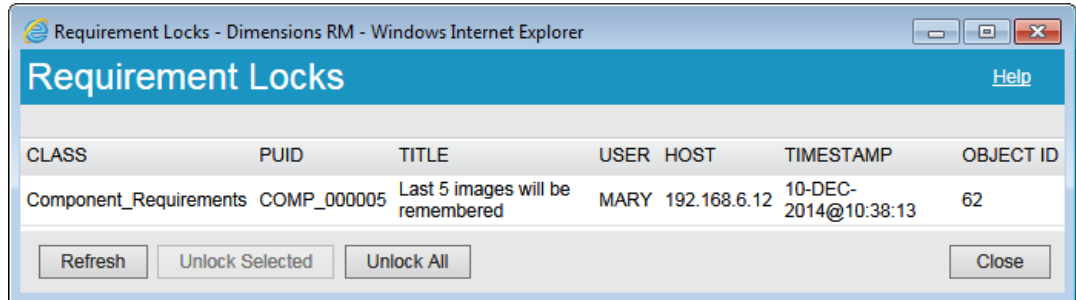 Requirement Locks - Dimensions RM - Windows Internet Explorer
Requirement Locks Help
CLASS PUID TITLE USER HOST TIMESTAMP OBJECT ID
Component_Requirements COMP_000005 Last 5 images will be remembered MARY 192.168.6.12 10-DEC-2014@10:38:13 62
Refresh Unlock Selected Unlock All Close